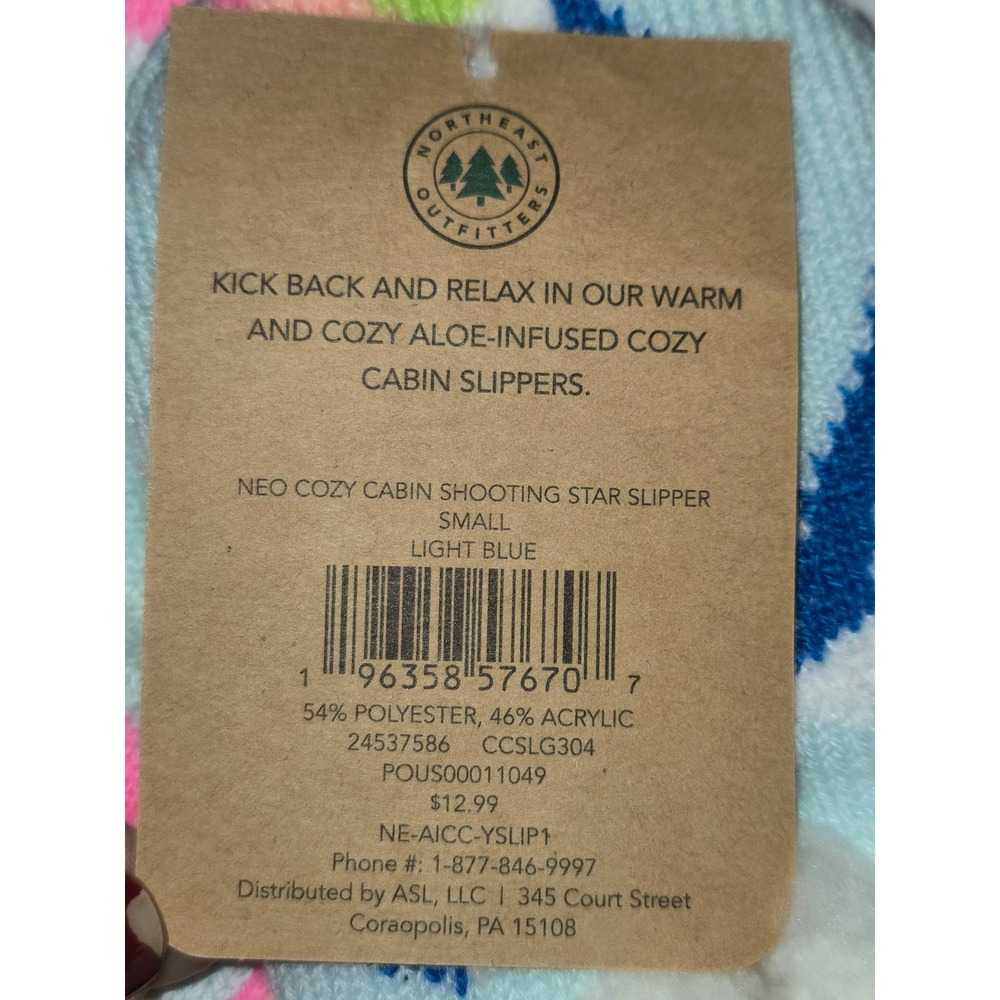 NORTHEAST
OUTFITTERS
KICK BACK AND RELAX IN OUR WARM
AND COZY ALOE-INFUSED COZY
CABIN SLIPPERS.
NEO COZY CABIN SHOOTING STAR SLIPPER
SMALL
LIGHT BLUE
1 96358 57670 7
54% POLYESTER, 46% ACRYLIC
24537586 CCSLG304
POUS00011049
$12.99
NE-AICC-YSLIP1
Phone #: 1-877-846-9997
Distributed by ASL, LLC | 345 Court Street
Coraopolis, PA 15108